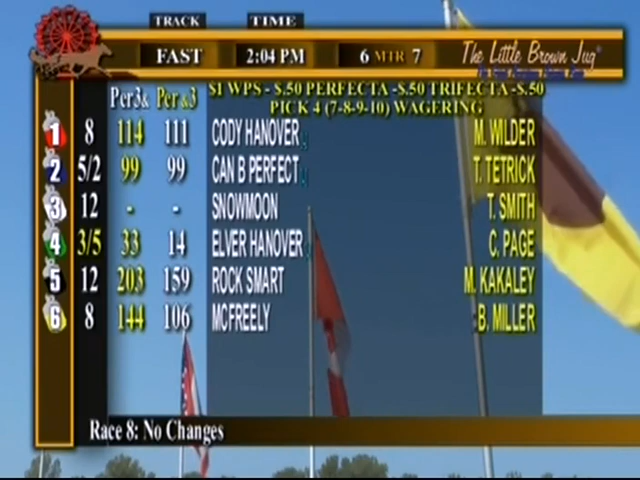 TRACK TIME
FAST 2:04 PM 6 MTR 7 The Little Brown Jug
Per3& Per &3 $1 WPS - $.50 PERFECTA -$.50 TRIFECTA -$.50
PICK 4 (7-8-9-10) WAGERING
1 8 114 111 CODY HANOVER M. WILDER
2 5/2 99 99 CAN B PERFECT T. TETRICK
3 12 - - SNOWMOON T. SMITH
4 3/5 33 14 ELVER HANOVER C. PAGE
5 12 203 159 ROCK SMART M. KAKALEY
6 8 144 106 MCFREELY B. MILLER
Race 8: No Changes